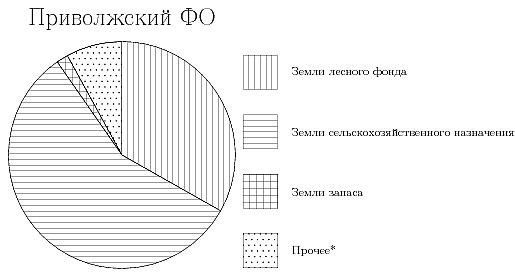 Приволжский ФО
Земли лесного фонда
Земли сельскохозяйственного назначения
Земли запаса
Прочее*